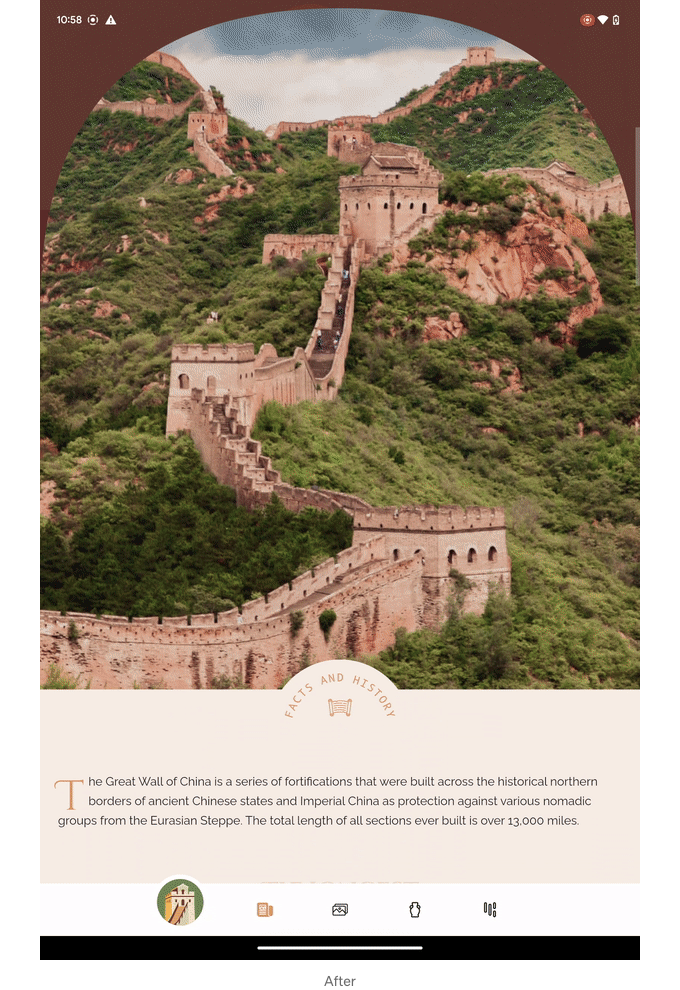 10:58
FACTS AND HISTORY
The Great Wall of China is a series of fortifications that were built across the historical northern
borders of ancient Chinese states and Imperial China as protection against various nomadic
groups from the Eurasian Steppe. The total length of all sections ever built is over 13,000 miles.
After